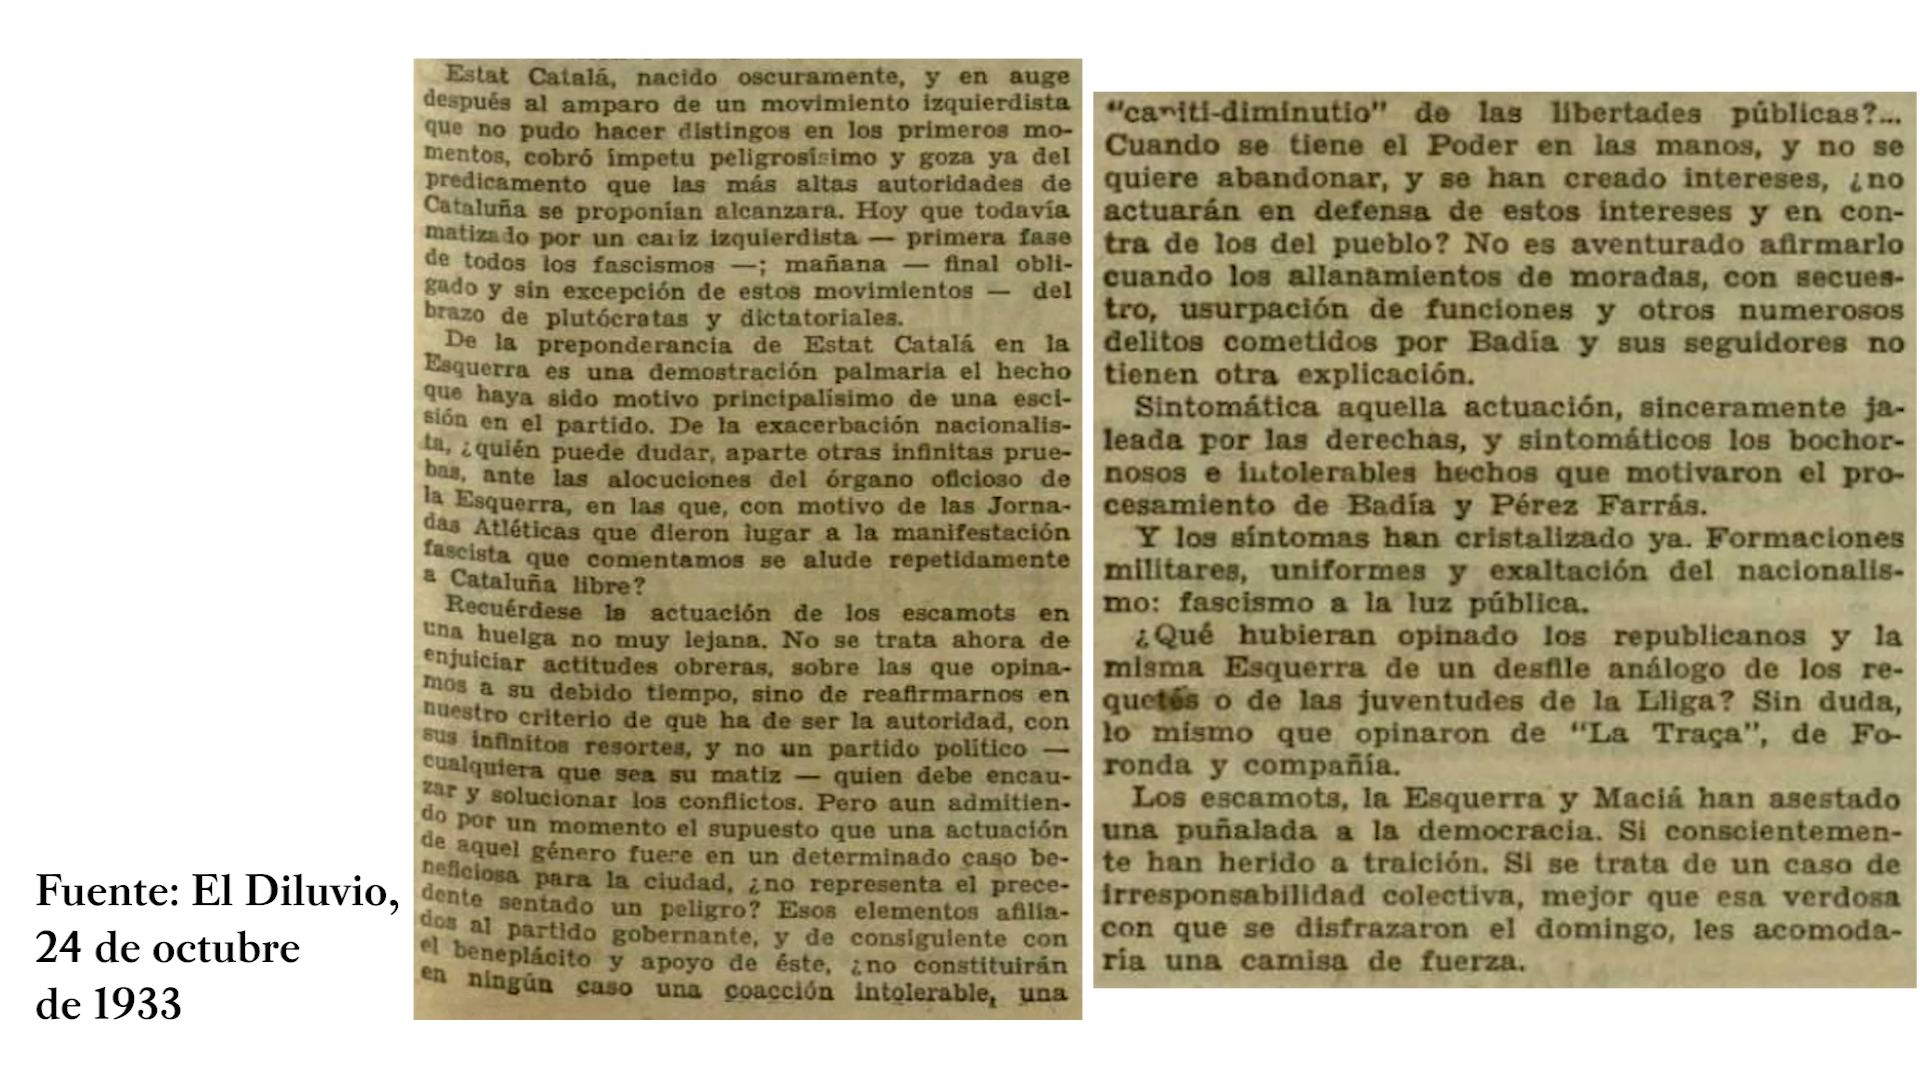 Estat Catalá, nacido oscuramente, y en auge
después al amparo de un movimiento izquierdista
que no pudo hacer distingos en los primeros mo-
mentos, cobró ímpetu peligrosísimo y goza ya del
predicamento que las más altas autoridades de
Cataluña se proponían alcanzara. Hoy que todavía
matizado por un cariz izquierdista — primera fase
de todos los fascismos —; mañana — final obli-
gado y sin excepción de estos movimientos — del
brazo de plutócratas y dictatoriales.
De la preponderancia de Estat Catalá en la
Esquerra es una demostración palmaria el hecho
que haya sido motivo principalísimo de una esci-
sión en el partido. De la exacerbación nacionalis-
ta, ¿quién puede dudar, aparte otras infinitas prue-
bas, ante las alocuciones del órgano oficioso de
la Esquerra, en las que, con motivo de las Jorna-
das Atléticas que dieron lugar a la manifestación
fascista que comentamos se alude repetidamente
a Cataluña libre?
Recuérdese la actuación de los escamots en
una huelga no muy lejana. No se trata ahora de
enjuiciar actitudes obreras, sobre las que opina-
mos a su debido tiempo, sino de reafirmarnos en
nuestro criterio de que ha de ser la autoridad, con
sus infinitos resortes, y no un partido político —
cualquiera que sea su matiz — quien debe encau-
zar y solucionar los conflictos. Pero aun admitien-
do por un momento el supuesto que una actuación
de aquel género fuere en un determinado caso be-
neficiosa para la ciudad, ¿no representa el prece-
dente sentado un peligro? Esos elementos afilia-
dos al partido gobernante, y de consiguiente con
el beneplácito y apoyo de éste, ¿no constituirán
en ningún caso una coacción intolerable, una
"capiti-diminutio" de las libertades públicas?...
Cuando se tiene el Poder en las manos, y no se
quiere abandonar, y se han creado intereses, ¿no
actuarán en defensa de estos intereses y en con-
tra de los del pueblo? No es aventurado afirmarlo
cuando los allanamientos de moradas, con secues-
tro, usurpación de funciones y otros numerosos
delitos cometidos por Badía y sus seguidores no
tienen otra explicación.
Sintomática aquella actuación, sinceramente ja-
leada por las derechas, y sintomáticos los bochor-
nosos e intolerables hechos que motivaron el pro-
cesamiento de Badía y Pérez Farrás.
Y los síntomas han cristalizado ya. Formaciones
militares, uniformes y exaltación del nacionalis-
mo: fascismo a la luz pública.
¿Qué hubieran opinado los republicanos y la
misma Esquerra de un desfile análogo de los re-
quetés o de las juventudes de la Lliga? Sin duda,
lo mismo que opinaron de "La Traça", de Fo-
ronda y compañía.
Los escamots, la Esquerra y Maciá han asestado
una puñalada a la democracia. Si conscientemen-
te han herido a traición. Si se trata de un caso de
irresponsabilidad colectiva, mejor que esa verdosa
con que se disfrazaron el domingo, les acomoda-
ría una camisa de fuerza.
Fuente: El Diluvio,
24 de octubre
de 1933